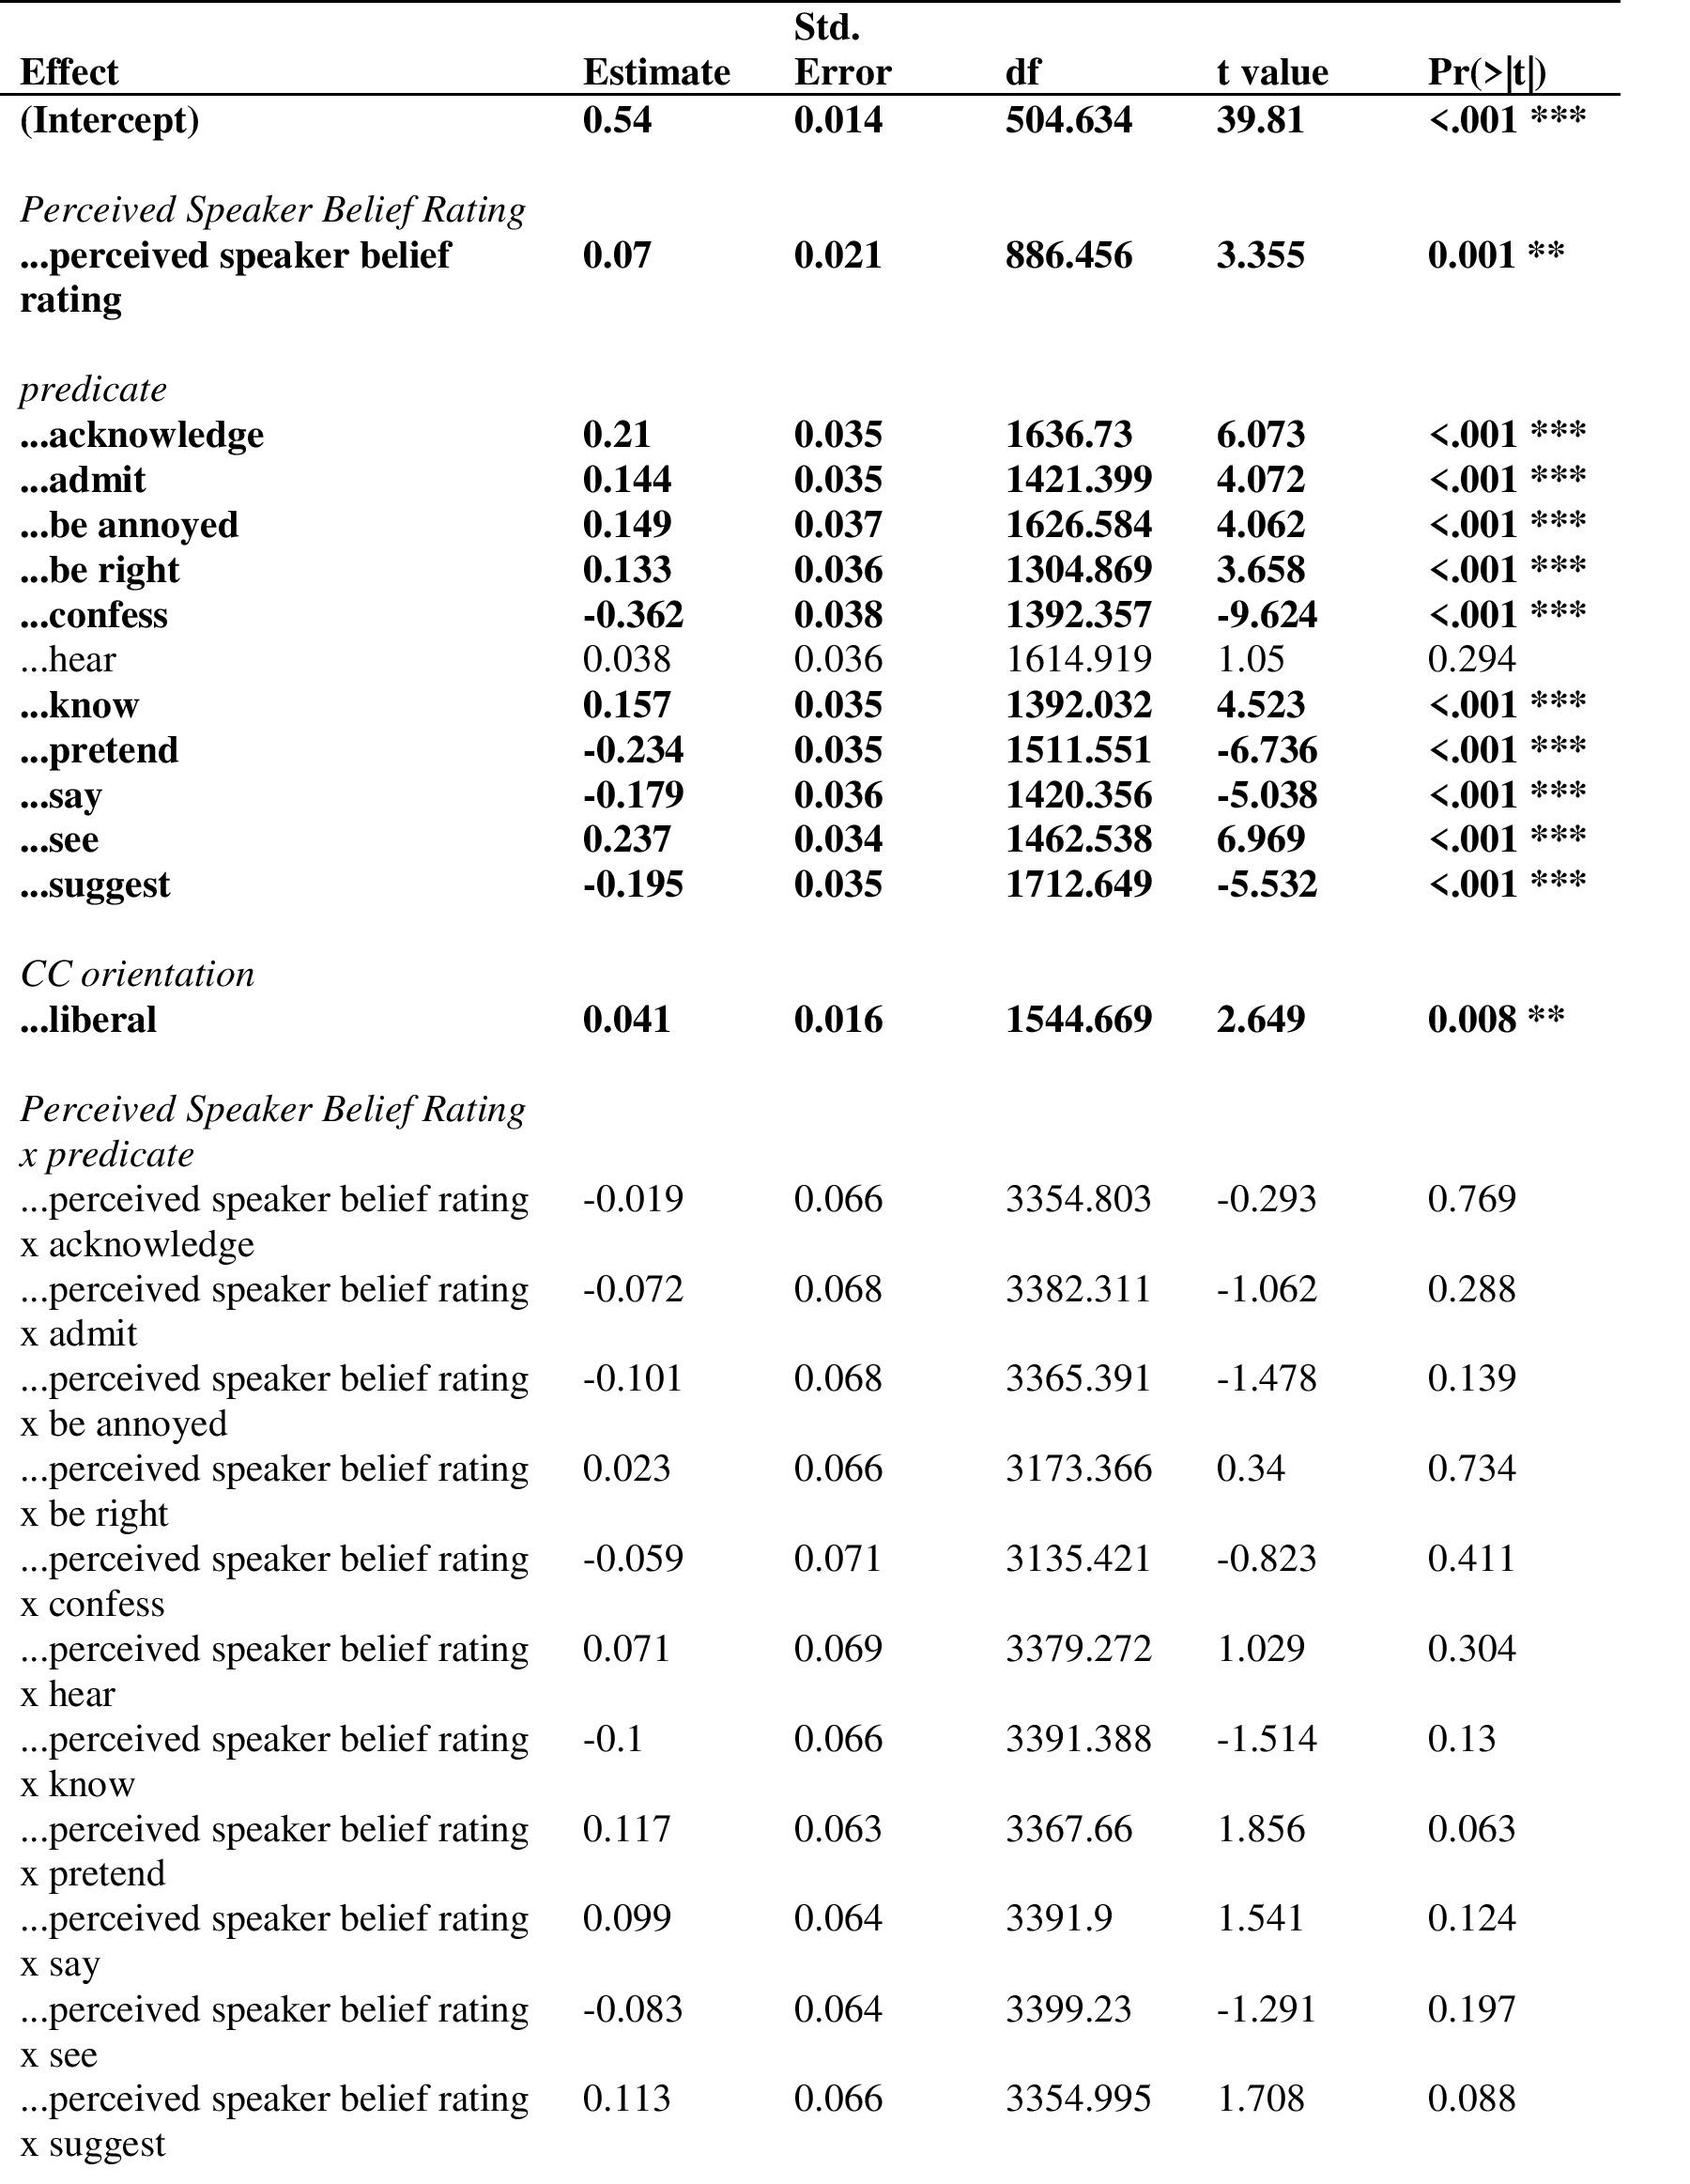 Std.
Effect Estimate Error df t value Pr(>|t|)
(Intercept) 0.54 0.014 504.634 39.81 <.001 ***
Perceived Speaker Belief Rating
...perceived speaker belief 0.07 0.021 886.456 3.355 0.001 **
rating
predicate
...acknowledge 0.21 0.035 1636.73 6.073 <.001 ***
...admit 0.144 0.035 1421.399 4.072 <.001 ***
...be annoyed 0.149 0.037 1626.584 4.062 <.001 ***
...be right 0.133 0.036 1304.869 3.658 <.001 ***
...confess -0.362 0.038 1392.357 -9.624 <.001 ***
...hear 0.038 0.036 1614.919 1.05 0.294
...know 0.157 0.035 1392.032 4.523 <.001 ***
...pretend -0.234 0.035 1511.551 -6.736 <.001 ***
...say -0.179 0.036 1420.356 -5.038 <.001 ***
...see 0.237 0.034 1462.538 6.969 <.001 ***
...suggest -0.195 0.035 1712.649 -5.532 <.001 ***
CC orientation
...liberal 0.041 0.016 1544.669 2.649 0.008 **
Perceived Speaker Belief Rating
x predicate
...perceived speaker belief rating -0.019 0.066 3354.803 -0.293 0.769
x acknowledge
...perceived speaker belief rating -0.072 0.068 3382.311 -1.062 0.288
x admit
...perceived speaker belief rating -0.101 0.068 3365.391 -1.478 0.139
x be annoyed
...perceived speaker belief rating 0.023 0.066 3173.366 0.34 0.734
x be right
...perceived speaker belief rating -0.059 0.071 3135.421 -0.823 0.411
x confess
...perceived speaker belief rating 0.071 0.069 3379.272 1.029 0.304
x hear
...perceived speaker belief rating -0.1 0.066 3391.388 -1.514 0.13
x know
...perceived speaker belief rating 0.117 0.063 3367.66 1.856 0.063
x pretend
...perceived speaker belief rating 0.099 0.064 3391.9 1.541 0.124
x say
...perceived speaker belief rating -0.083 0.064 3399.23 -1.291 0.197
x see
...perceived speaker belief rating 0.113 0.066 3354.995 1.708 0.088
x suggest